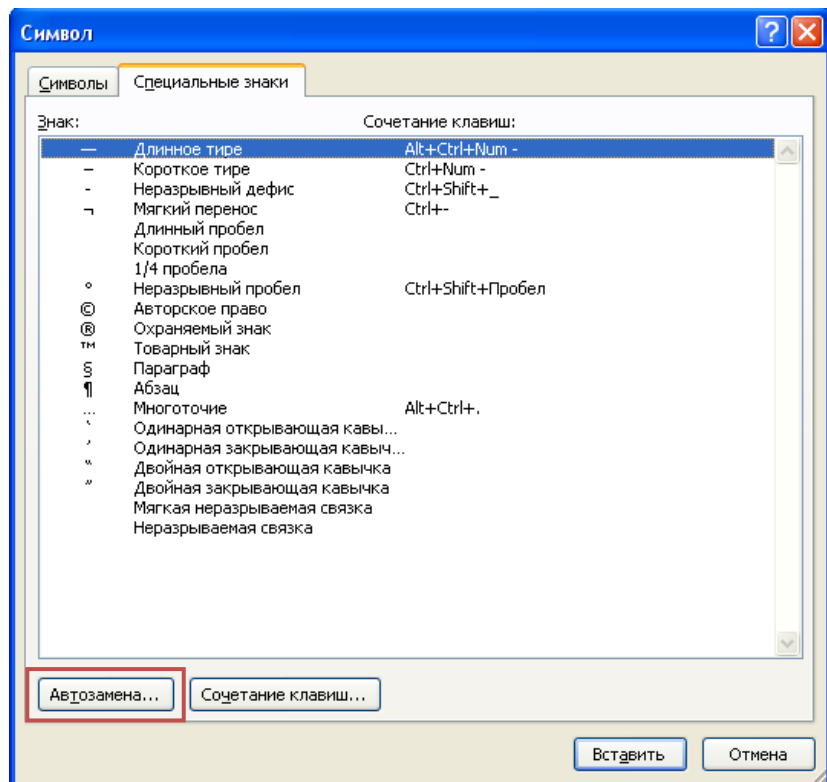 Символ
Символы Специальные знаки
Знак: Сочетание клавиш:
— Длинное тире Alt+Ctrl+Num -
– Короткое тире Ctrl+Num -
- Неразрывный дефис Ctrl+Shift+_
¬ Мягкий перенос Ctrl+-
Длинный пробел
Короткий пробел
1/4 пробела
° Неразрывный пробел Ctrl+Shift+Пробел
© Авторское право
® Охраняемый знак
™ Товарный знак
§ Параграф
¶ Абзац
… Многоточие Alt+Ctrl+.
‘ Одинарная открывающая кавы...
’ Одинарная закрывающая кавыч...
“ Двойная открывающая кавычка
” Двойная закрывающая кавычка
Мягкая неразрываемая связка
Неразрываемая связка
Автозамена... Сочетание клавиш...
Вставить Отмена